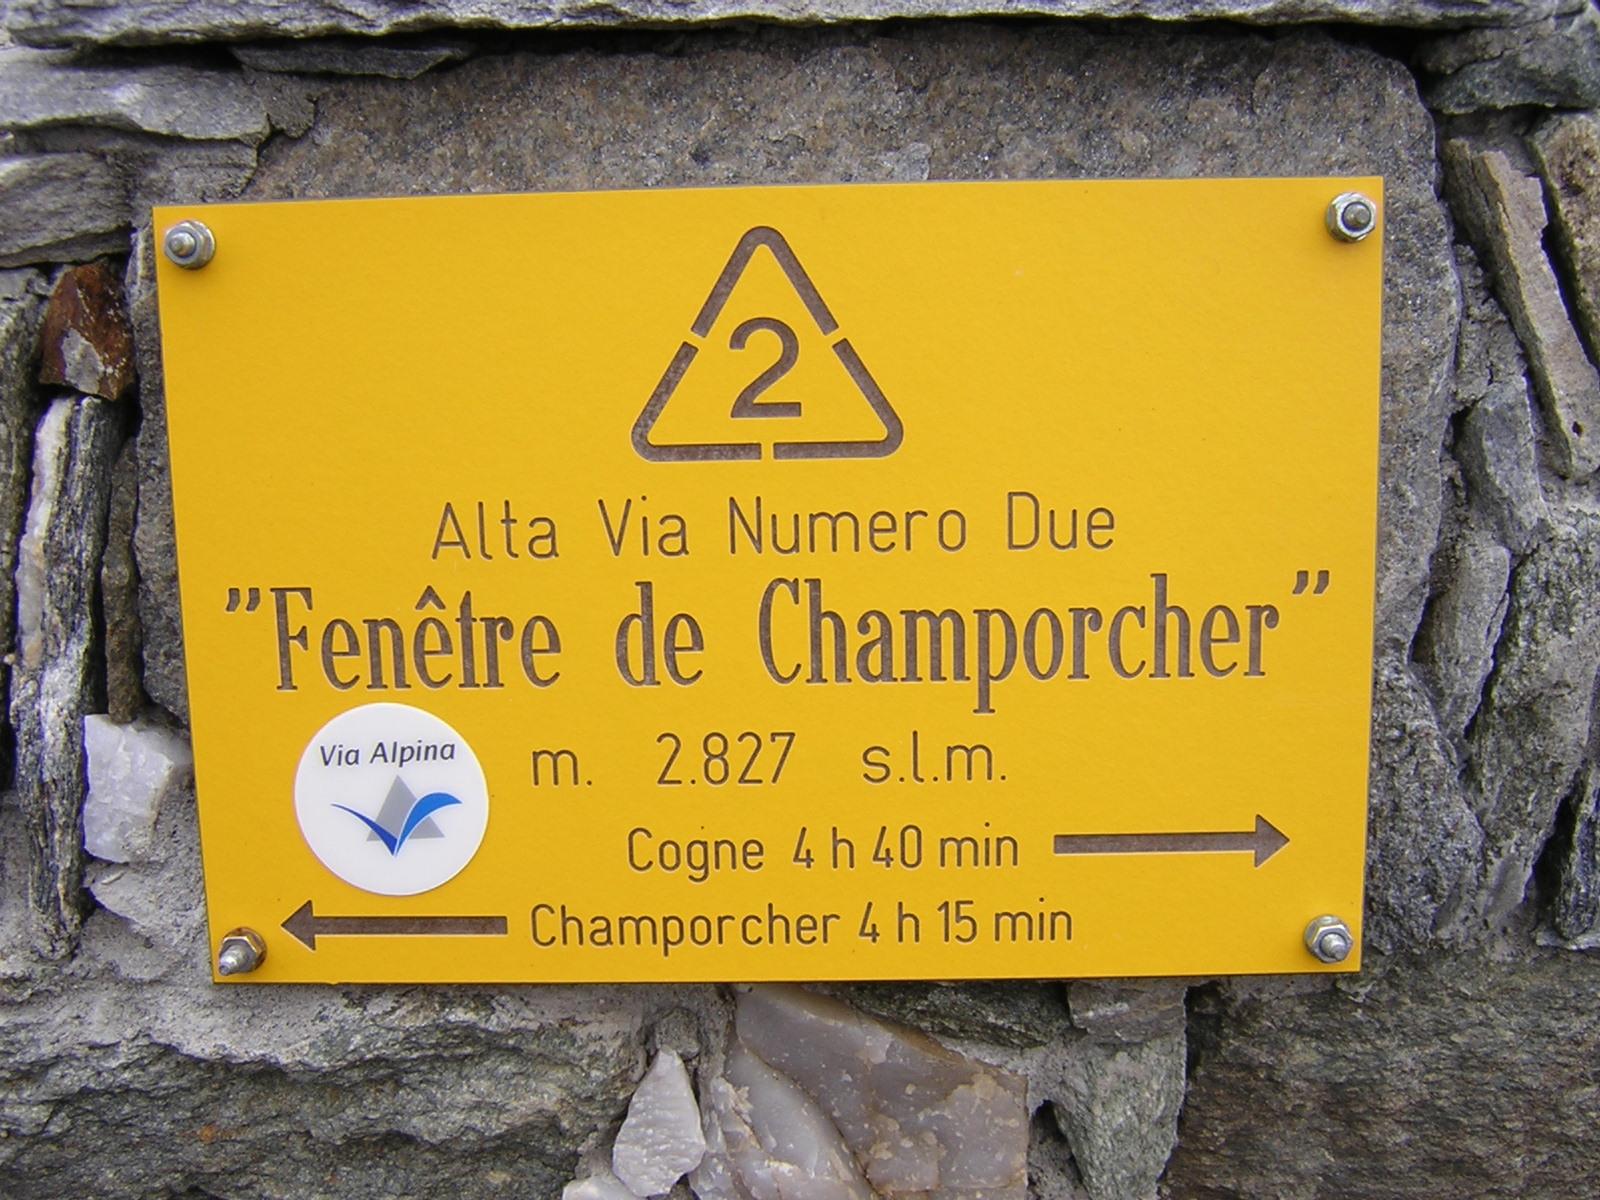 2
Alta Via Numero Due
"Fenêtre de Champorcher"
Via Alpina
m. 2.827 s.l.m.
Cogne 4 h 40 min
Champorcher 4 h 15 min